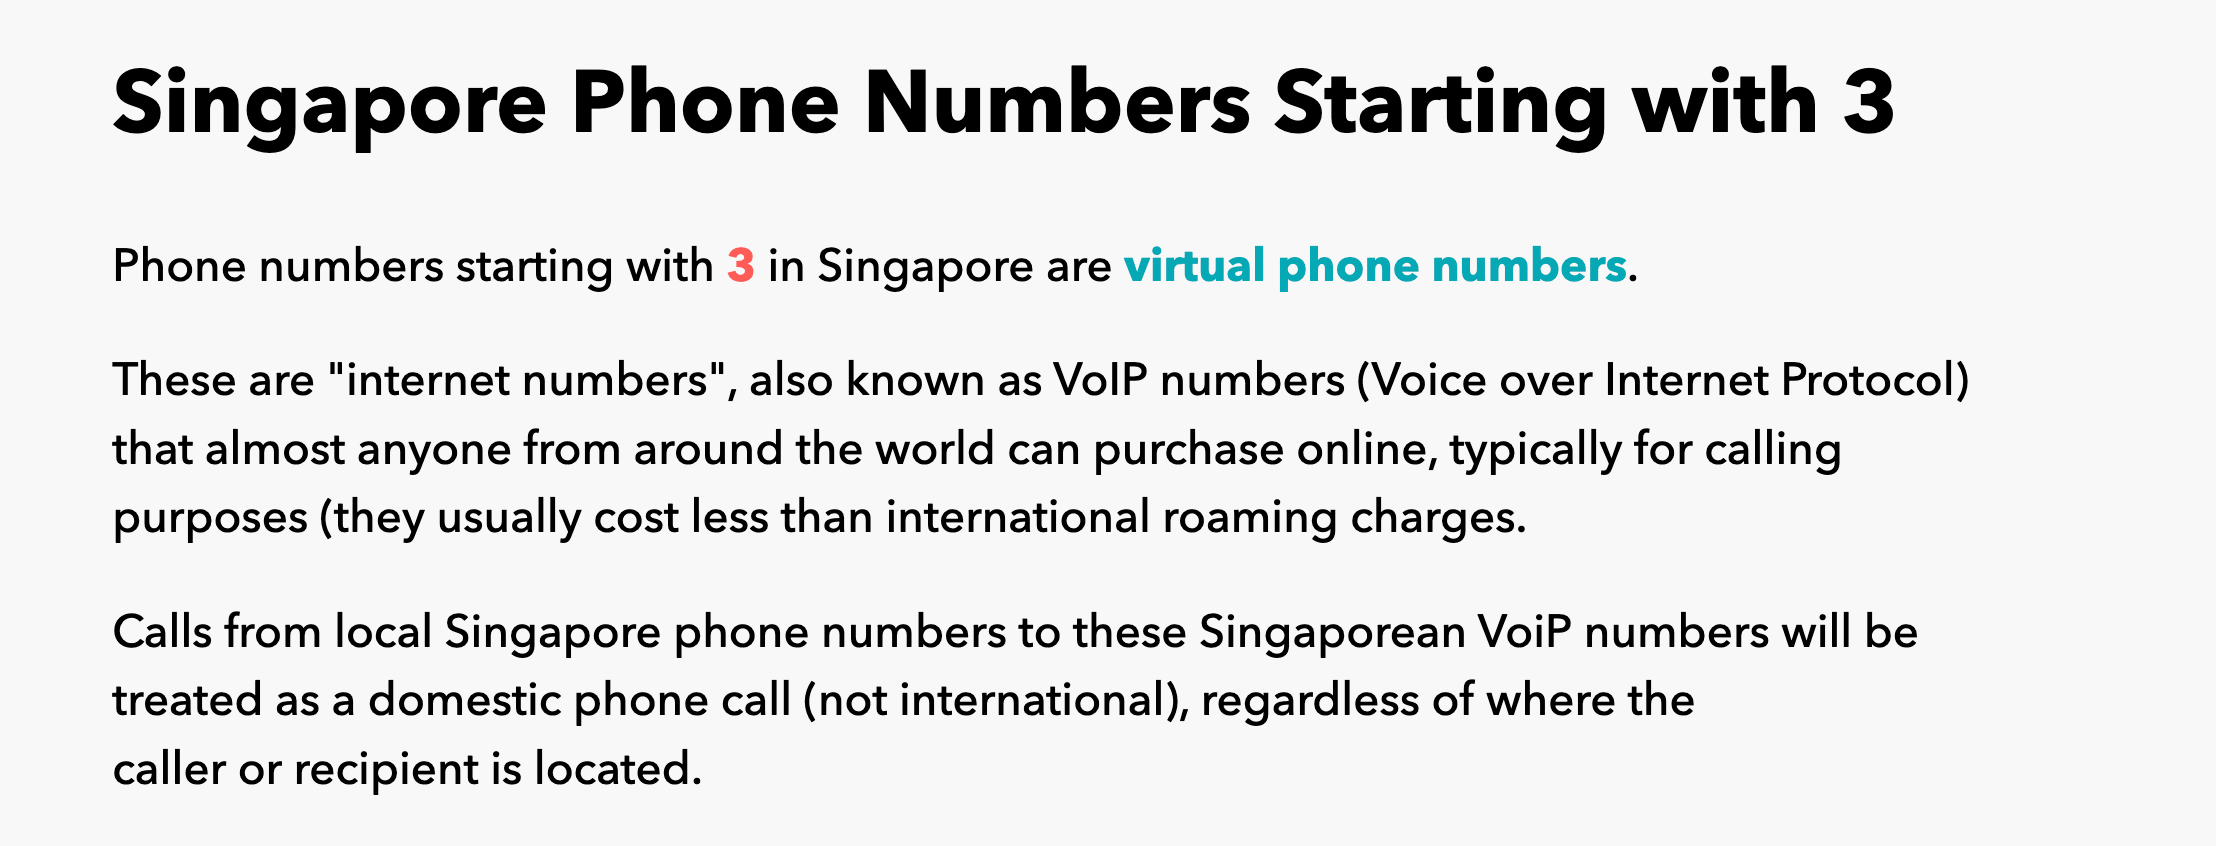 Singapore Phone Numbers Starting with 3
Phone numbers starting with 3 in Singapore are virtual phone numbers.
These are "internet numbers", also known as VoIP numbers (Voice over Internet Protocol)
that almost anyone from around the world can purchase online, typically for calling
purposes (they usually cost less than international roaming charges.
Calls from local Singapore phone numbers to these Singaporean VoiP numbers will be
treated as a domestic phone call (not international), regardless of where the
caller or recipient is located.